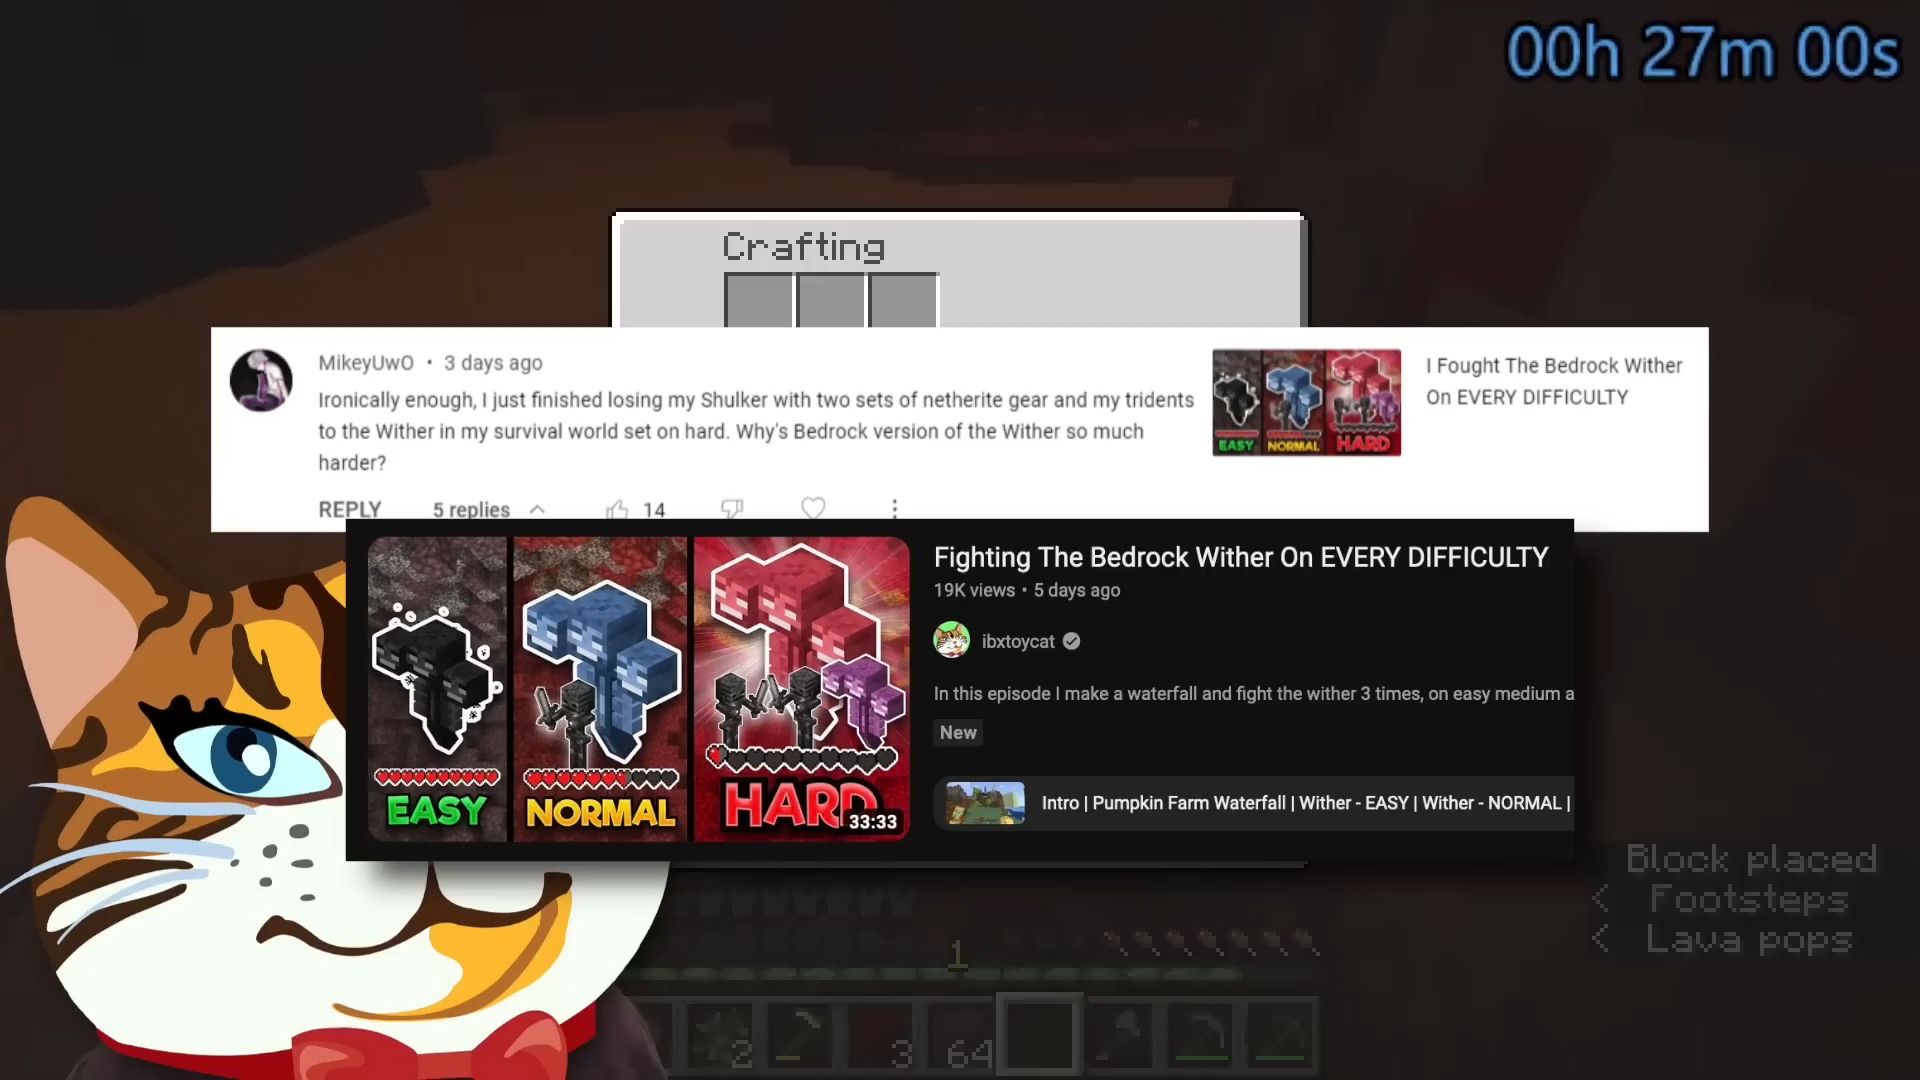 00h 27m 00s
Crafting
MikeyUwO • 3 days ago
Ironically enough, I just finished losing my Shulker with two sets of netherite gear and my tridents
to the Wither in my survival world set on hard. Why's Bedrock version of the Wither so much
harder?
REPLY 5 replies 14
EASY NORMAL HARD
I Fought The Bedrock Wither
On EVERY DIFFICULTY
EASY NORMAL HARD
33:33
Fighting The Bedrock Wither On EVERY DIFFICULTY
19K views • 5 days ago
ibxtoycat
In this episode I make a waterfall and fight the wither 3 times, on easy medium a
New
Intro | Pumpkin Farm Waterfall | Wither - EASY | Wither - NORMAL |
Block placed
< Footsteps
< Lava pops
1
2 3 64